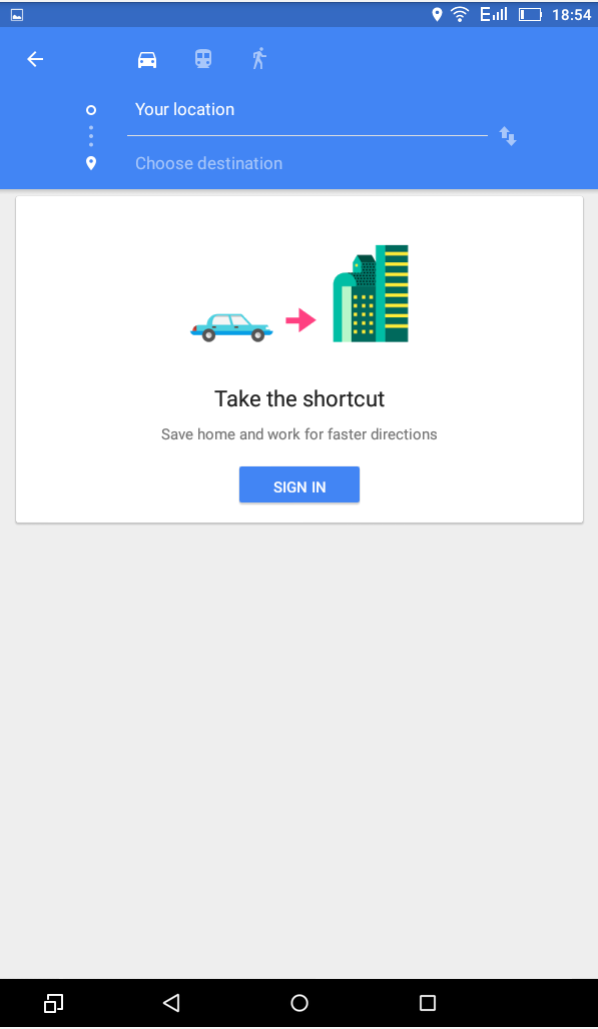 E 18:54
Your location
Choose destination
Take the shortcut
Save home and work for faster directions
SIGN IN